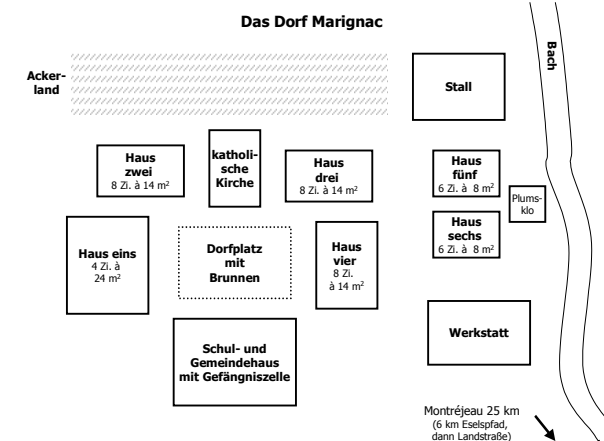 Das Dorf Marignac
Acker-
land
Bach
Stall
Haus
zwei
8 Zi. à 14 m²
katholi-
sche
Kirche
Haus
drei
8 Zi. à 14 m²
Haus
fünf
6 Zi. à 8 m²
Plums-
klo
Haus eins
4 Zi. à
24 m²
Dorfplatz
mit
Brunnen
Haus
vier
8 Zi.
à 14 m²
Haus
sechs
6 Zi. à 8 m²
Schul- und
Gemeindehaus
mit Gefängniszelle
Werkstatt
Montréjeau 25 km
(6 km Eselspfad,
dann Landstraße)